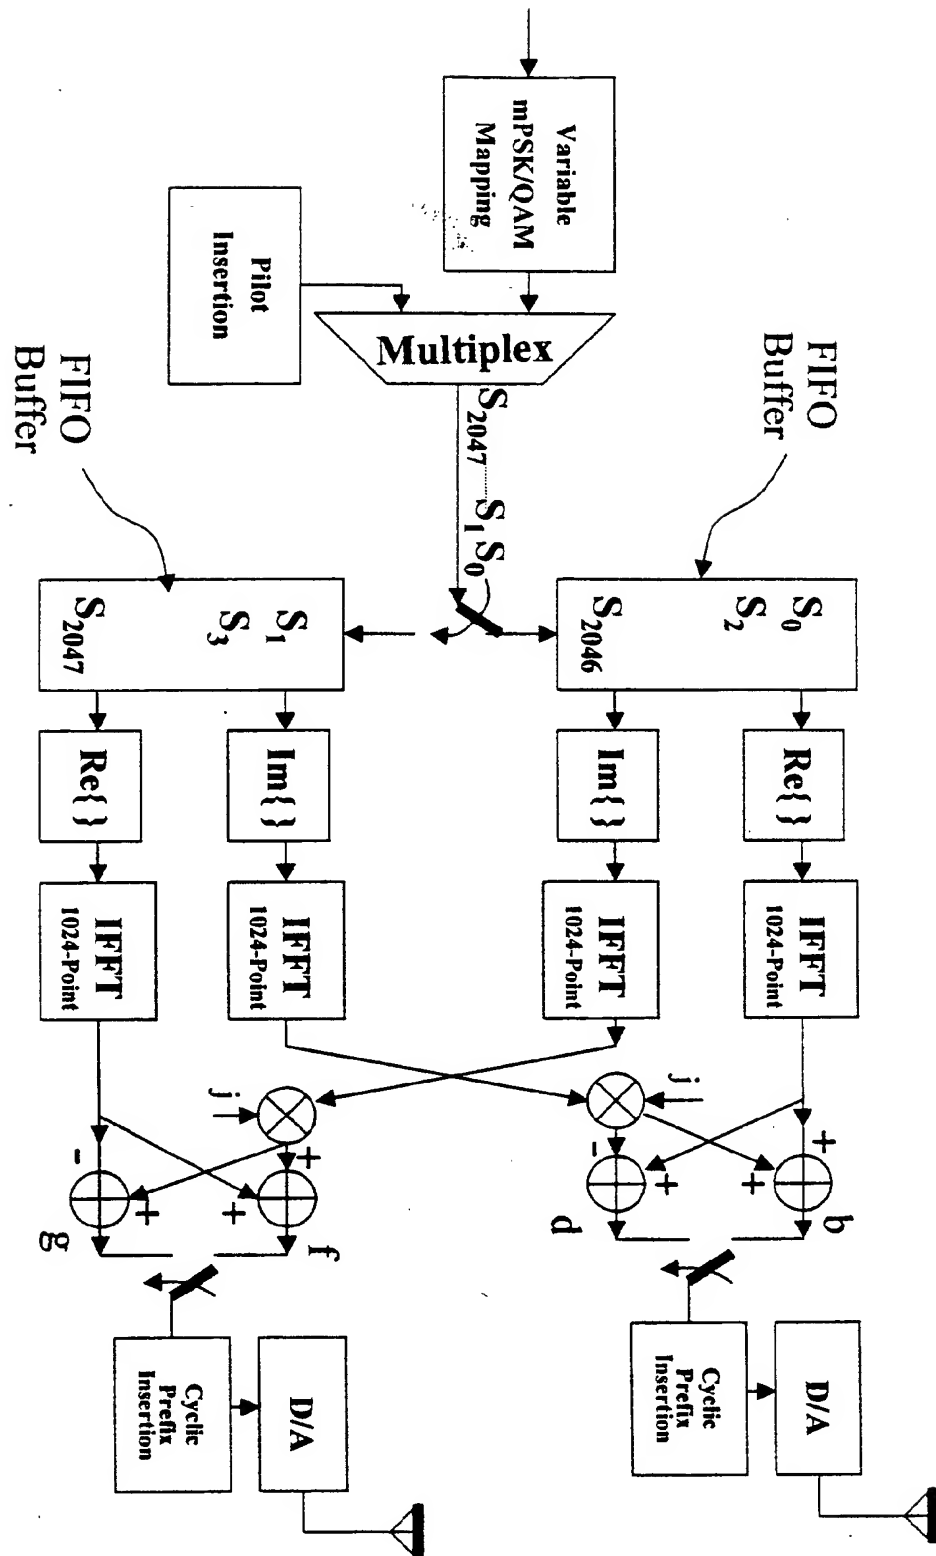 Variable
mPSK/QAM
Mapping
Pilot
Insertion
Multiplex
S2047 ........ S1 S0
FIFO
Buffer
FIFO
Buffer
S0
S2
S2046
S1
S3
S2047
Re{ }
Im{ }
Im{ }
Re{ }
IFFT
1024-Point
IFFT
1024-Point
IFFT
1024-Point
IFFT
1024-Point
j
j
+
+
b
-
+
d
+
+
f
-
+
g
Cyclic
Prefix
Insertion
D/A
Cyclic
Prefix
Insertion
D/A